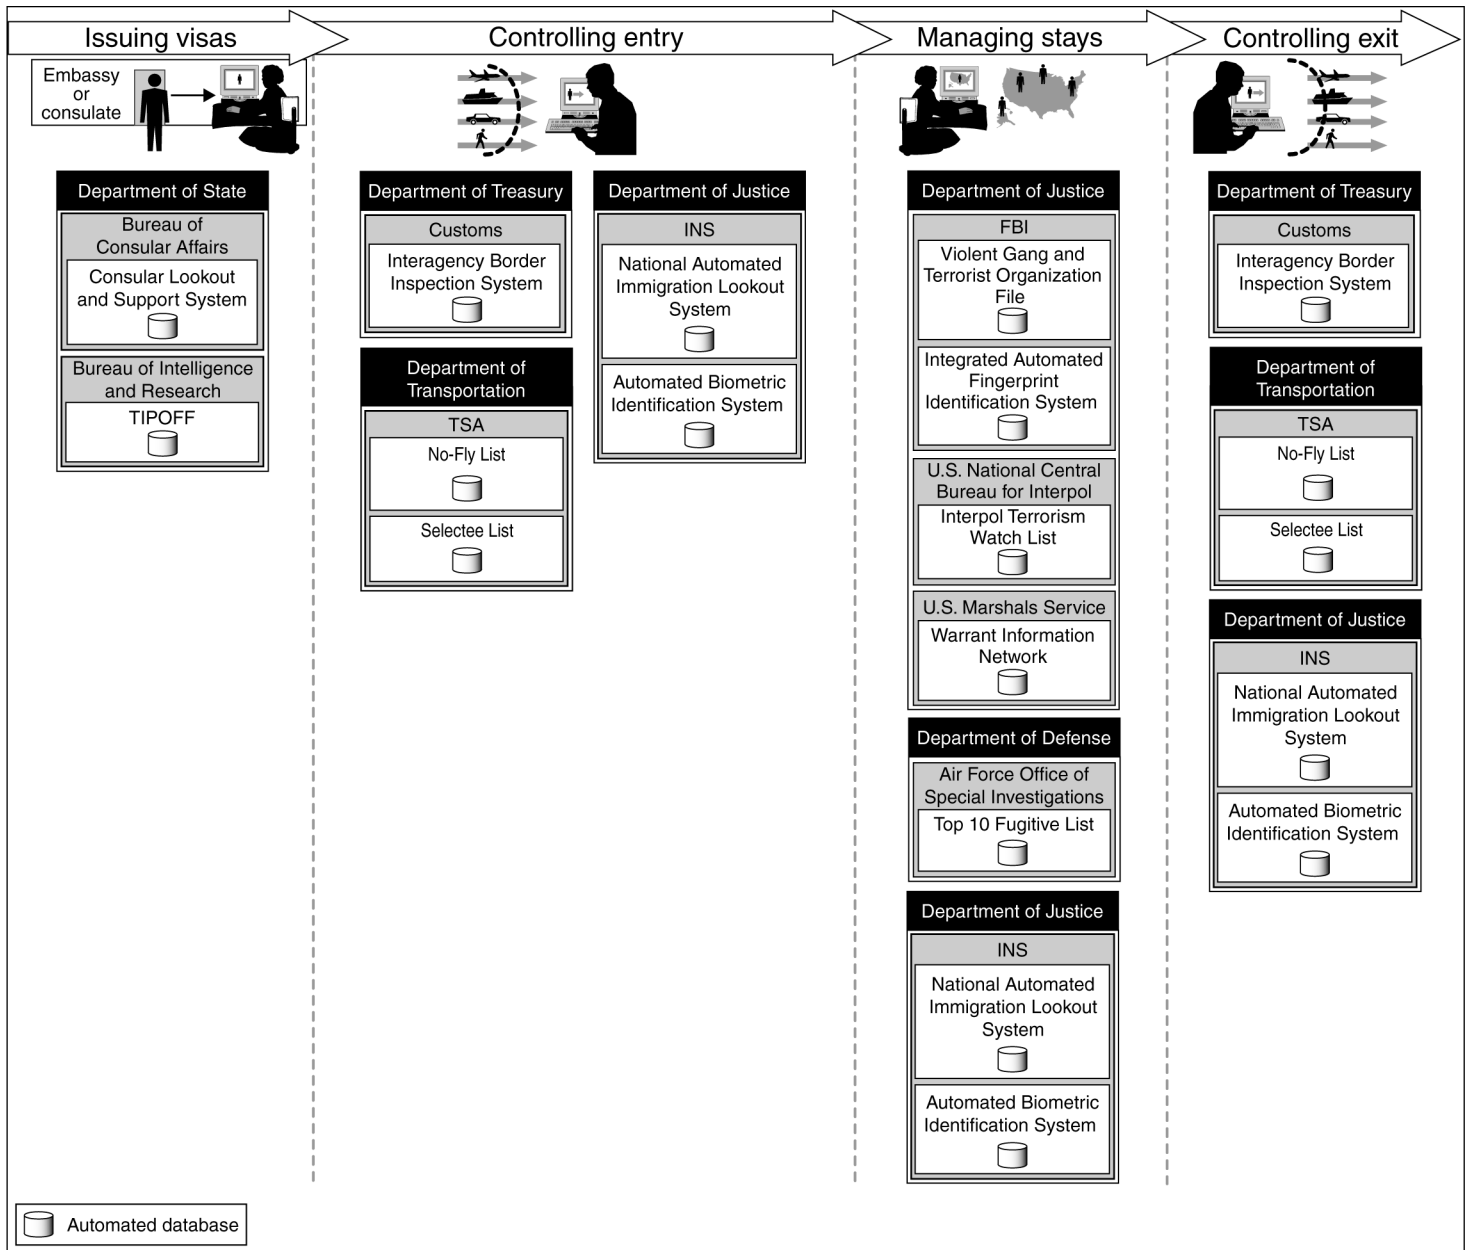 Issuing visas
Controlling entry
Managing stays
Controlling exit
Embassy
or
consulate
Department of State
Bureau of
Consular Affairs
Consular Lookout
and Support System
Bureau of Intelligence
and Research
TIPOFF
Department of Treasury
Customs
Interagency Border
Inspection System
Department of
Transportation
TSA
No-Fly List
Selectee List
Department of Justice
INS
National Automated
Immigration Lookout
System
Automated Biometric
Identification System
Department of Justice
FBI
Violent Gang and
Terrorist Organization
File
Integrated Automated
Fingerprint
Identification System
U.S. National Central
Bureau for Interpol
Interpol Terrorism
Watch List
U.S. Marshals Service
Warrant Information
Network
Department of Defense
Air Force Office of
Special Investigations
Top 10 Fugitive List
Department of Justice
INS
National Automated
Immigration Lookout
System
Automated Biometric
Identification System
Department of Treasury
Customs
Interagency Border
Inspection System
Department of
Transportation
TSA
No-Fly List
Selectee List
Department of Justice
INS
National Automated
Immigration Lookout
System
Automated Biometric
Identification System
Automated database